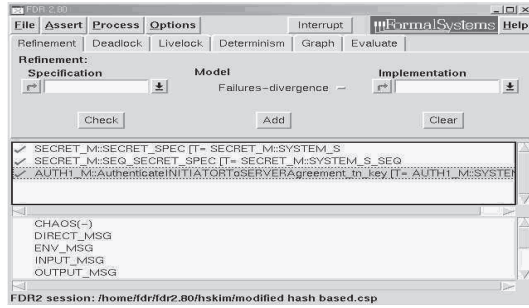 FDR 2.80
File Assert Process Options Interrupt FormalSystems Help
Refinement Deadlock Livelock Determinism Graph Evaluate
Refinement:
Specification Model Implementation
Failures-divergence
Check Add Clear
SECRET_M::SECRET_SPEC [T= SECRET_M::SYSTEM_S
SECRET_M::SEQ_SECRET_SPEC [T= SECRET_M::SYSTEM_S_SEQ
AUTH1_M::AuthenticateINITIATORToSERVERAgreement_tn_key [T= AUTH1_M::SYSTEM
CHAOS(-)
DIRECT_MSG
ENV_MSG
INPUT_MSG
OUTPUT_MSG
FDR2 session: /home/fdr/fdr2.80/hskim/modified hash based.csp